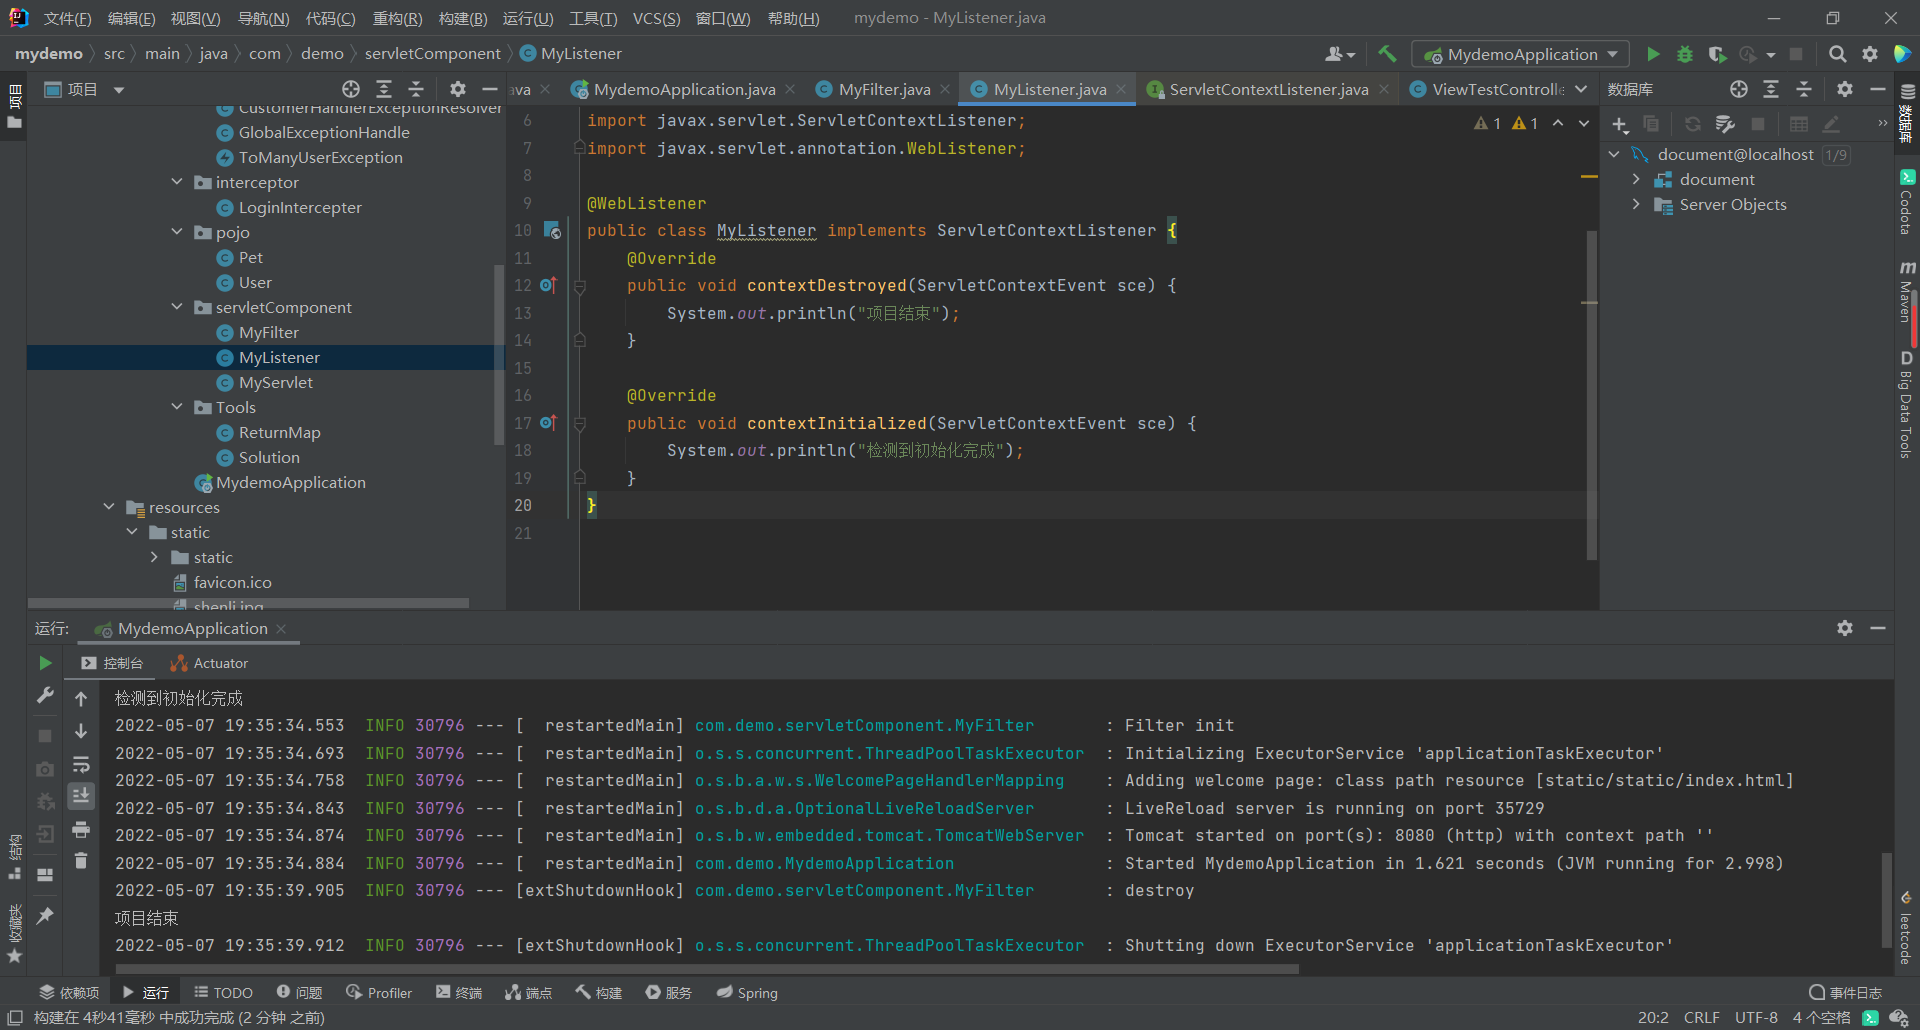 文件(F) 编辑(E) 视图(V) 导航(N) 代码(C) 重构(R) 构建(B) 运行(U) 工具(T) VCS(S) 窗口(W) 帮助(H) mydemo - MyListener.java
mydemo src main java com demo servletComponent MyListener MydemoApplication
项目
ava MydemoApplication.java MyFilter.java MyListener.java ServletContextListener.java ViewTestControlle
数据库
CustomerHandlerExceptionResolver
GlobalExceptionHandle
ToManyUserException
interceptor
LoginIntercepter
pojo
Pet
User
servletComponent
MyFilter
MyListener
MyServlet
Tools
ReturnMap
Solution
MydemoApplication
resources
static
static
favicon.ico
shenli.jpg
6 import javax.servlet.ServletContextListener;
7 import javax.servlet.annotation.WebListener;
8
9 @WebListener
10 public class MyListener implements ServletContextListener {
11 @Override
12 public void contextDestroyed(ServletContextEvent sce) {
13 System.out.println("项目结束");
14 }
15
16 @Override
17 public void contextInitialized(ServletContextEvent sce) {
18 System.out.println("检测到初始化完成");
19 }
20 }
21
1 1
document@localhost 1/9
document
Server Objects
项目
结构
收藏夹
数据库
Codota
Maven
Big Data Tools
leetcode
运行: MydemoApplication
控制台 Actuator
检测到初始化完成
2022-05-07 19:35:34.553 INFO 30796 --- [ restartedMain] com.demo.servletComponent.MyFilter : Filter init
2022-05-07 19:35:34.693 INFO 30796 --- [ restartedMain] o.s.s.concurrent.ThreadPoolTaskExecutor : Initializing ExecutorService 'applicationTaskExecutor'
2022-05-07 19:35:34.758 INFO 30796 --- [ restartedMain] o.s.b.a.w.s.WelcomePageHandlerMapping : Adding welcome page: class path resource [static/static/index.html]
2022-05-07 19:35:34.843 INFO 30796 --- [ restartedMain] o.s.b.d.a.OptionalLiveReloadServer : LiveReload server is running on port 35729
2022-05-07 19:35:34.874 INFO 30796 --- [ restartedMain] o.s.b.w.embedded.tomcat.TomcatWebServer : Tomcat started on port(s): 8080 (http) with context path ''
2022-05-07 19:35:34.884 INFO 30796 --- [ restartedMain] com.demo.MydemoApplication : Started MydemoApplication in 1.621 seconds (JVM running for 2.998)
2022-05-07 19:35:39.905 INFO 30796 --- [extShutdownHook] com.demo.servletComponent.MyFilter : destroy
项目结束
2022-05-07 19:35:39.912 INFO 30796 --- [extShutdownHook] o.s.s.concurrent.ThreadPoolTaskExecutor : Shutting down ExecutorService 'applicationTaskExecutor'
依赖项 运行 TODO 问题 Profiler 终端 端点 构建 服务 Spring 事件日志
构建在 4秒41毫秒 中成功完成 (2 分钟 之前) 20:2 CRLF UTF-8 4 个空格